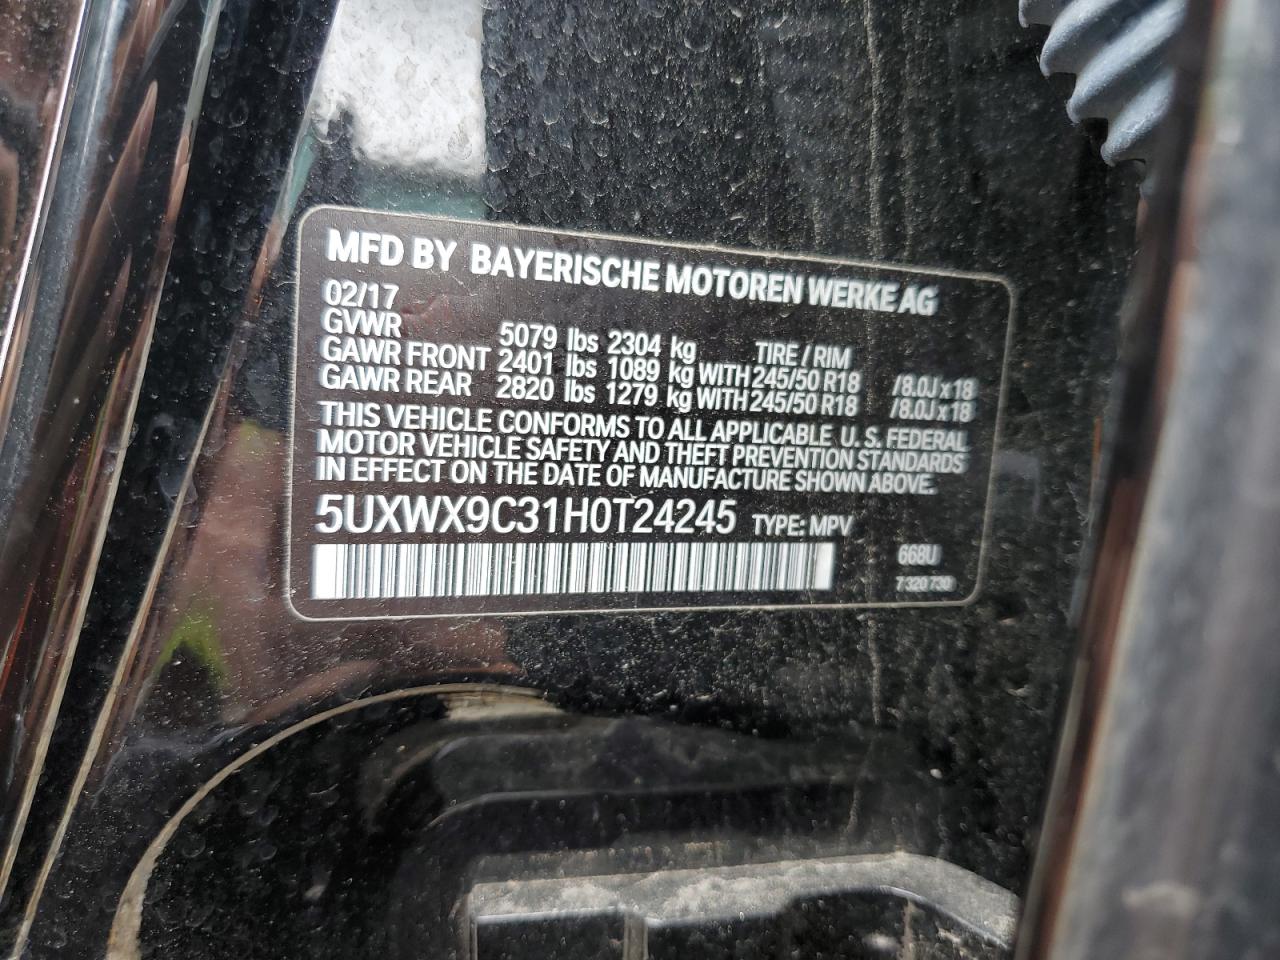 MFD BY BAYERISCHE MOTOREN WERKE AG
02/17
GVWR 5079 lbs 2304 kg TIRE / RIM
GAWR FRONT 2401 lbs 1089 kg WITH 245/50 R18 /8.0J x 18
GAWR REAR 2820 lbs 1279 kg WITH 245/50 R18 /8.0J x 18
THIS VEHICLE CONFORMS TO ALL APPLICABLE U.S. FEDERAL
MOTOR VEHICLE SAFETY AND THEFT PREVENTION STANDARDS
IN EFFECT ON THE DATE OF MANUFACTURE SHOWN ABOVE.
5UXWX9C31H0T24245 TYPE: MPV
668U
7 320 730